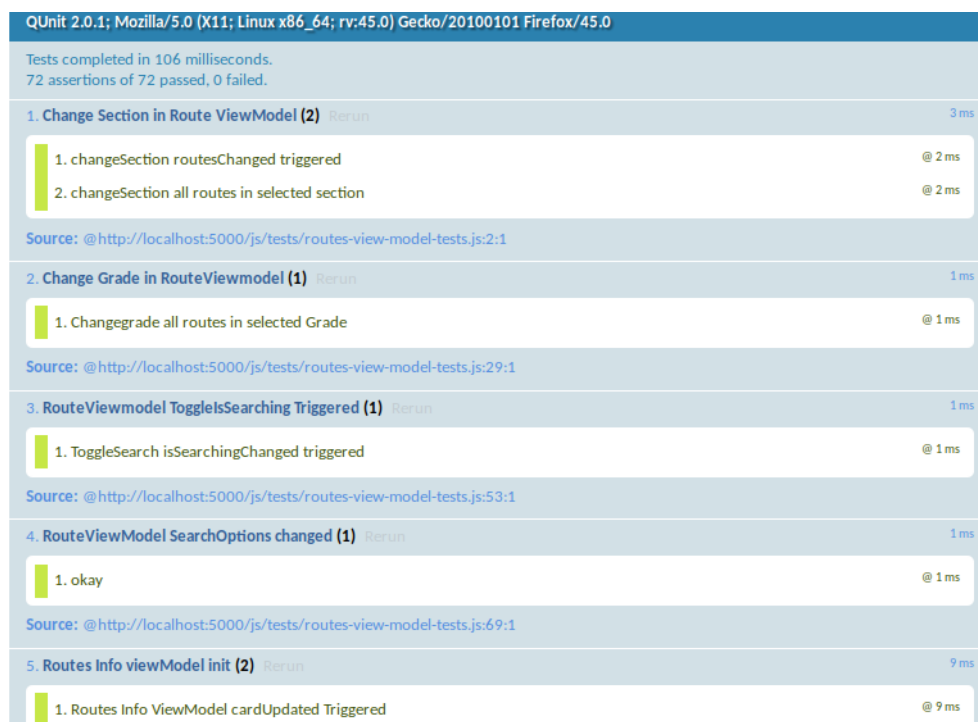 QUnit 2.0.1; Mozilla/5.0 (X11; Linux x86_64; rv:45.0) Gecko/20100101 Firefox/45.0
Tests completed in 106 milliseconds.
72 assertions of 72 passed, 0 failed.
1. Change Section in Route ViewModel (2) Rerun 3 ms
1. changeSection routesChanged triggered @ 2 ms
2. changeSection all routes in selected section @ 2 ms
Source: @http://localhost:5000/js/tests/routes-view-model-tests.js:2:1
2. Change Grade in RouteViewmodel (1) Rerun 1 ms
1. Changegrade all routes in selected Grade @ 1 ms
Source: @http://localhost:5000/js/tests/routes-view-model-tests.js:29:1
3. RouteViewmodel ToggleIsSearching Triggered (1) Rerun 1 ms
1. ToggleSearch isSearchingChanged triggered @ 1 ms
Source: @http://localhost:5000/js/tests/routes-view-model-tests.js:53:1
4. RouteViewModel SearchOptions changed (1) Rerun 1 ms
1. okay @ 1 ms
Source: @http://localhost:5000/js/tests/routes-view-model-tests.js:69:1
5. Routes Info viewModel init (2) Rerun 9 ms
1. Routes Info ViewModel cardUpdated Triggered @ 9 ms